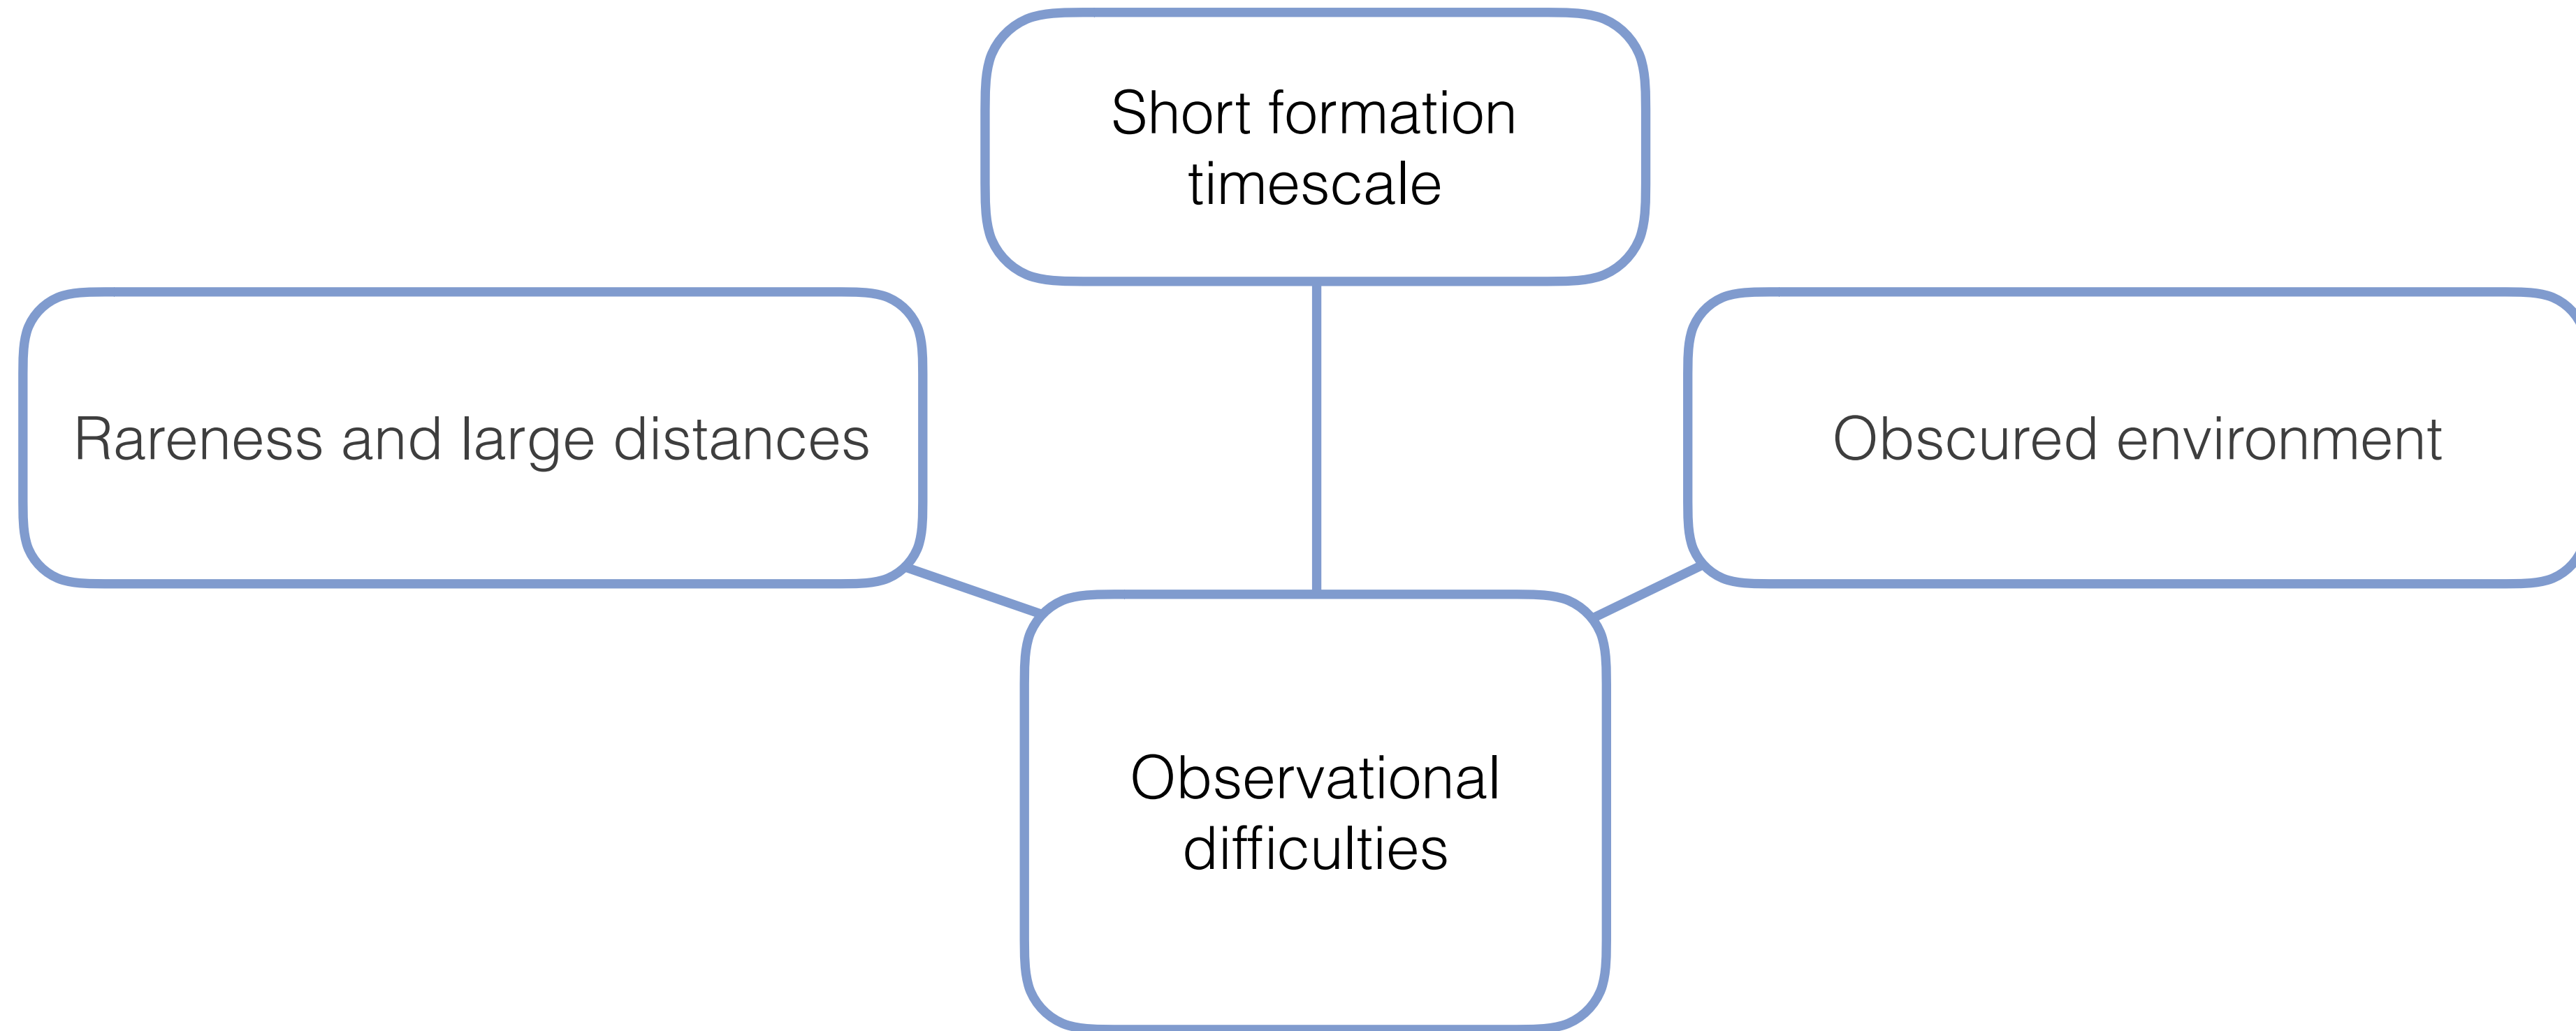 Short formation
timescale
Rareness and large distances
Obscured environment
Observational
difficulties